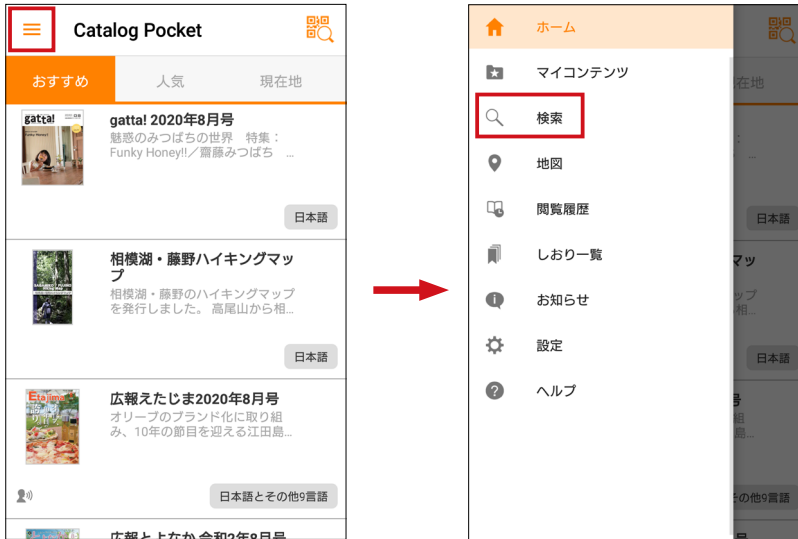 Catalog Pocket
おすすめ
人気
現在地
gatta! 2020年8月号
魅惑のみつばちの世界　特集：
Funky Honey!!／齋藤みつばち　...
日本語
相模湖・藤野ハイキングマッ
プ
相模湖・藤野のハイキングマップ
を発行しました。 高尾山から相...
日本語
広報えたじま2020年8月号
オリーブのブランド化に取り組
み、10年の節目を迎える江田島...
日本語とその他9言語
広報とよなか 令和2年8月号
ホーム
マイコンテンツ
検索
地図
閲覧履歴
しおり一覧
お知らせ
設定
ヘルプ
在地
：
...
日本語
マッ
ップ
相...
日本語
号
組
島...
の他9言語
号